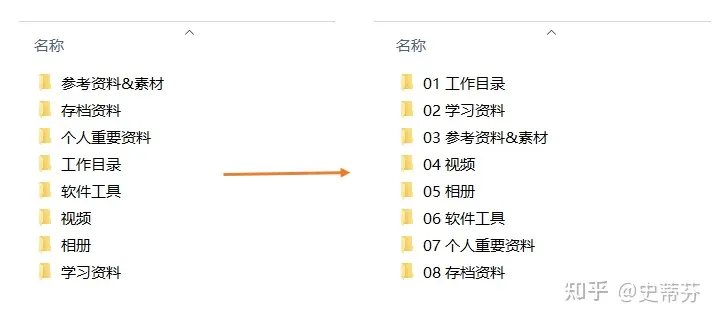 名称
参考资料&素材
存档资料
个人重要资料
工作目录
软件工具
视频
相册
学习资料
名称
01 工作目录
02 学习资料
03 参考资料&素材
04 视频
05 相册
06 软件工具
07 个人重要资料
08 存档资料
知乎 @史蒂芬